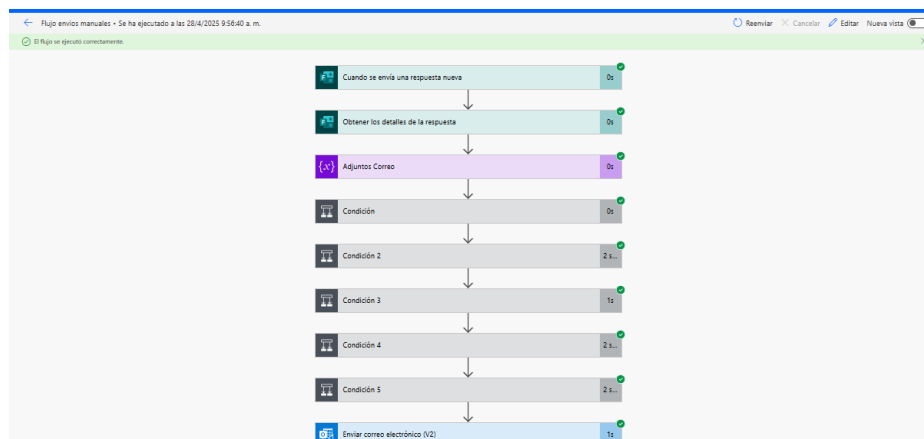 Flujo envios manuales • Se ha ejecutado a las 28/4/2025 9:56:40 a. m. Reenviar Cancelar Editar Nueva vista
El flujo se ejecutó correctamente.
Cuando se envía una respuesta nueva 0s
Obtener los detalles de la respuesta 0s
{x} Adjuntos Correo 0s
Condición 0s
Condición 2 2 s...
Condición 3 1s
Condición 4 2 s...
Condición 5 2 s...
Enviar correo electrónico (V2) 1s